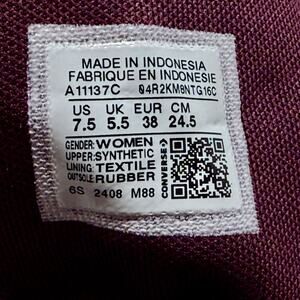 MADE IN INDONESIA
FABRIQUE EN INDONESIE
A11137C 04R2KM8NTG16C
US UK EUR CM
7.5 5.5 38 24.5
GENDER: WOMEN
UPPER: SYNTHETIC
LINING: TEXTILE
OUTSOLE: RUBBER
6S 2408 M88
CONVERSE